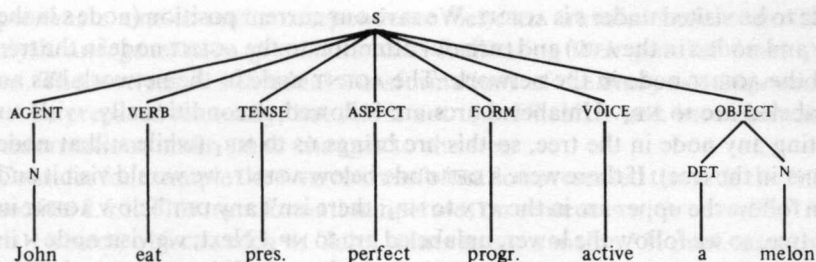 S
AGENT VERB TENSE ASPECT FORM VOICE OBJECT
N DET N
John eat pres. perfect progr. active a melon